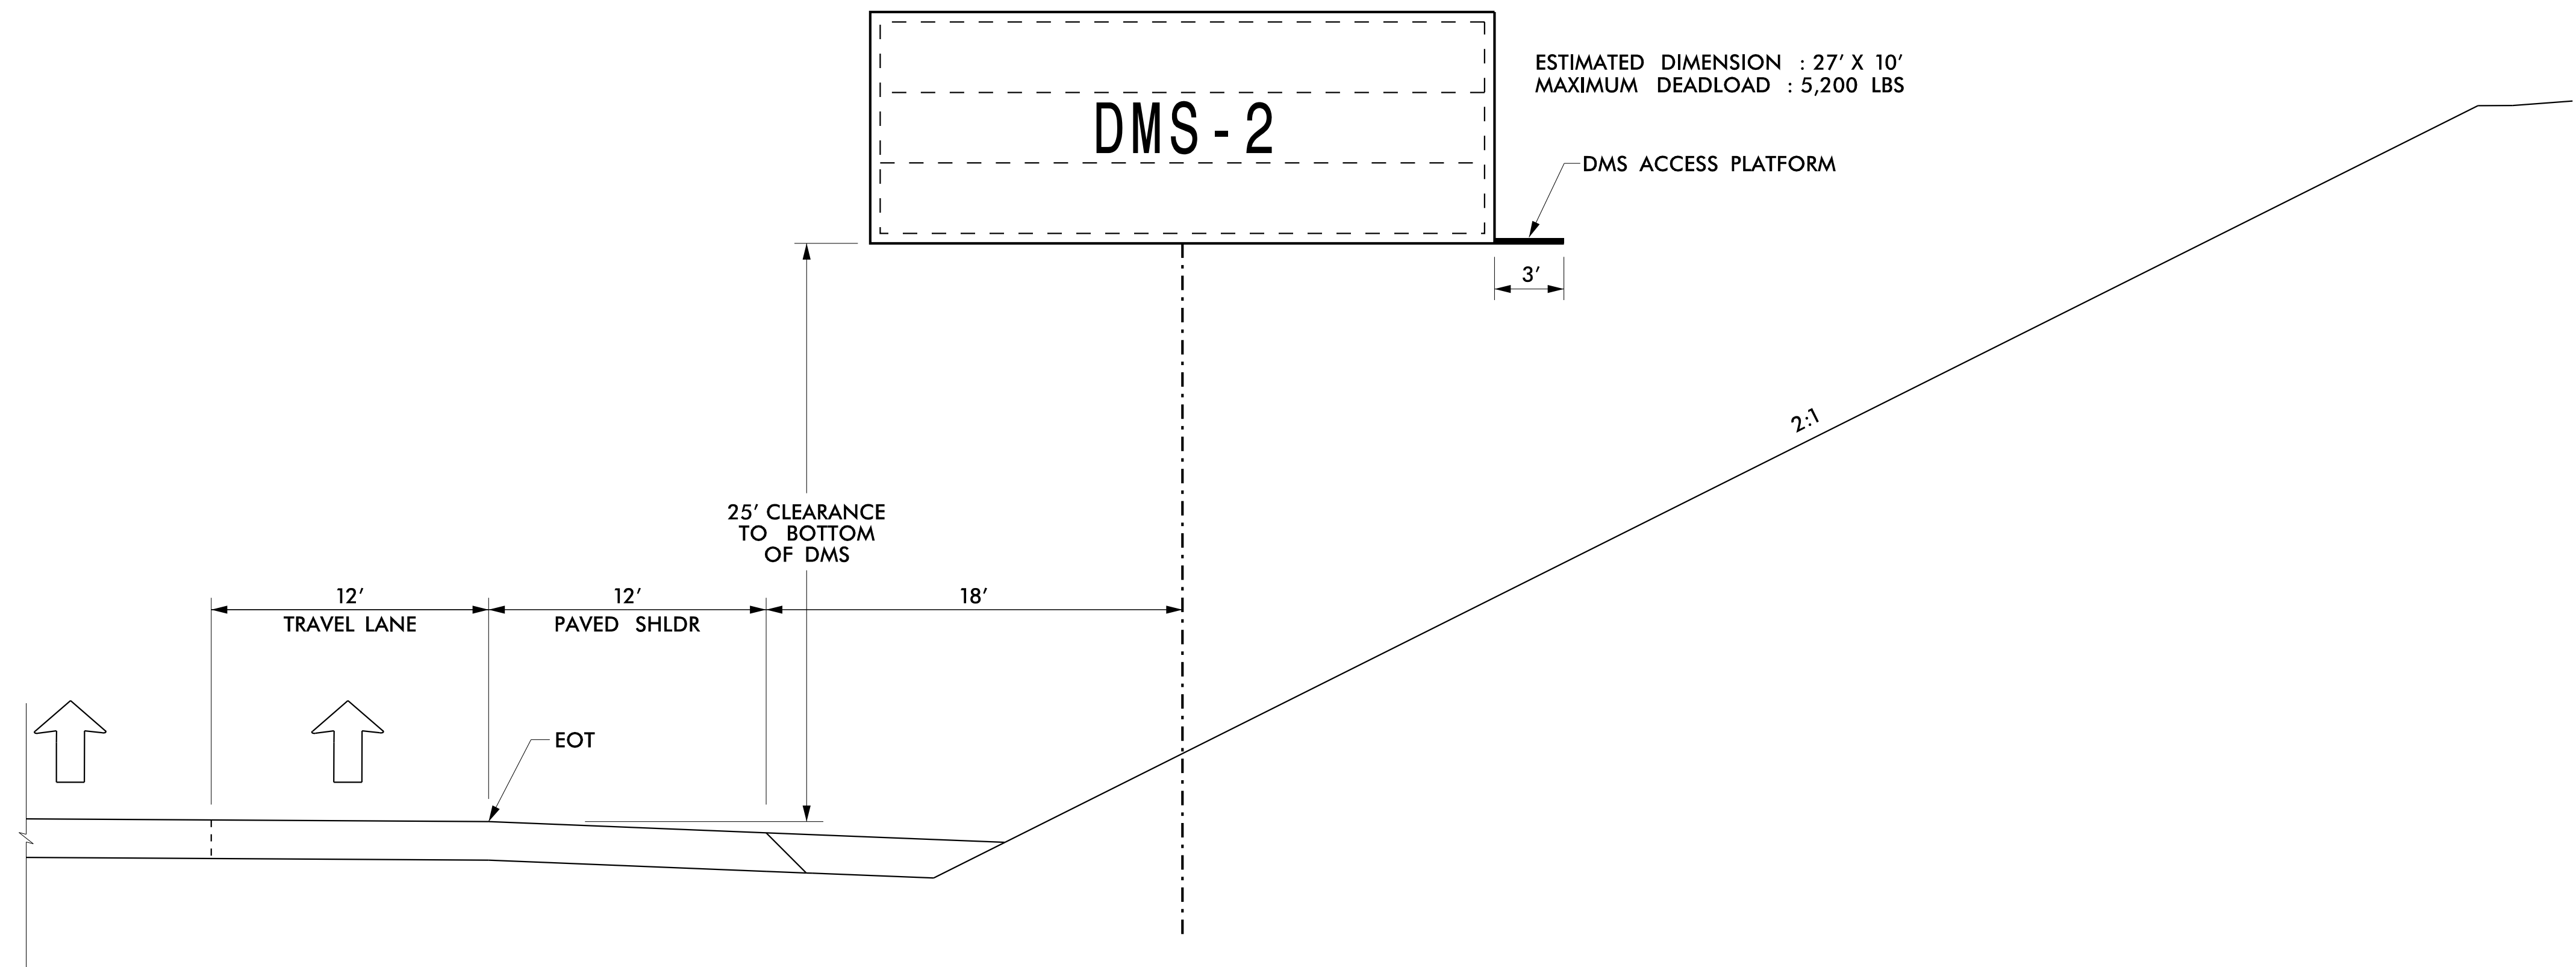 ESTIMATED DIMENSION : 27' X 10'
MAXIMUM DEADLOAD : 5,200 LBS
DMS-2
DMS ACCESS PLATFORM
3'
2:1
25' CLEARANCE
TO BOTTOM
OF DMS
12'
TRAVEL LANE
12'
PAVED SHLDR
18'
EOT